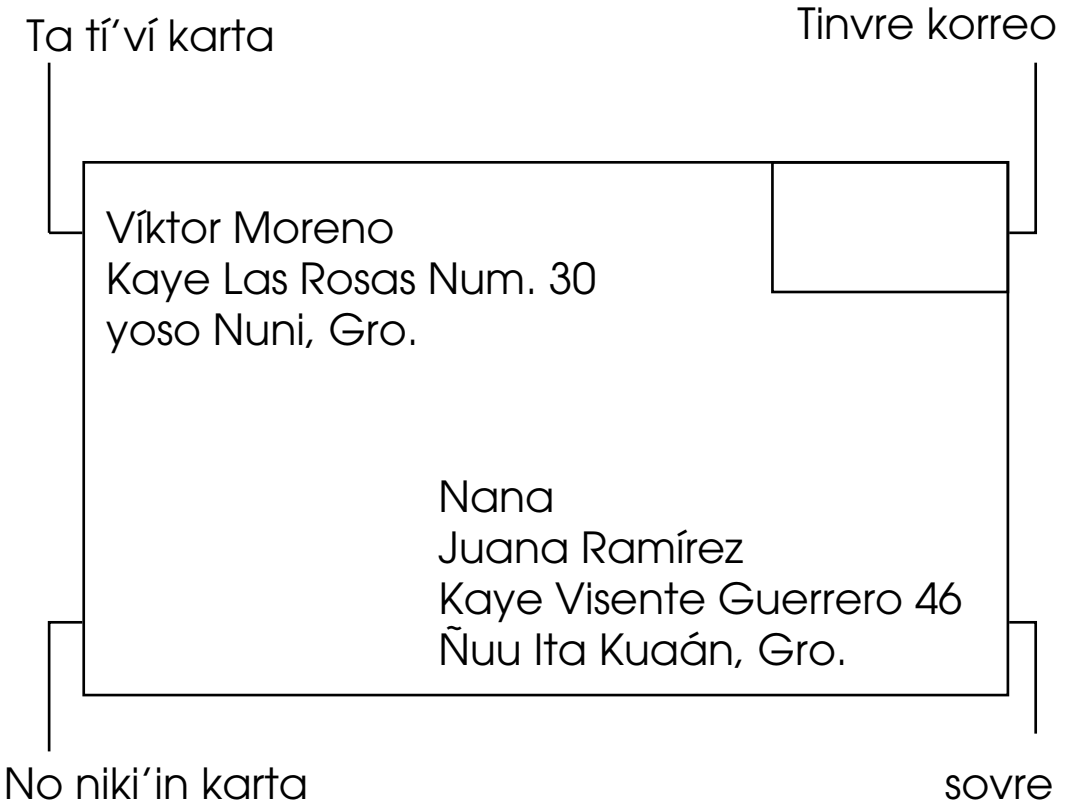 Ta tí´ví karta
Tinvre korreo
Víktor Moreno
Kaye Las Rosas Num. 30
yoso Nuni, Gro.
Nana
Juana Ramírez
Kaye Visente Guerrero 46
Ñuu Ita Kuaán, Gro.
No niki´in karta
sovre